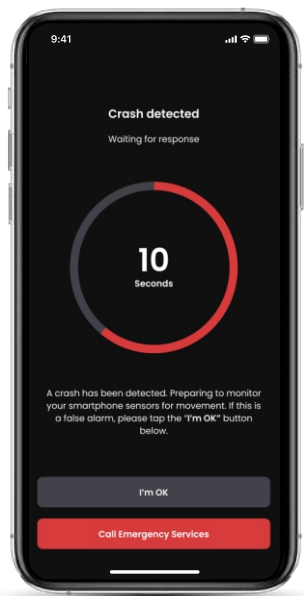 9:41
Crash detected
Waiting for response
10
Seconds
A crash has been detected. Preparing to monitor
your smartphone sensors for movement. If this is
a false alarm, please tap the “I’m OK” button
below.
I’m OK
Call Emergency Services